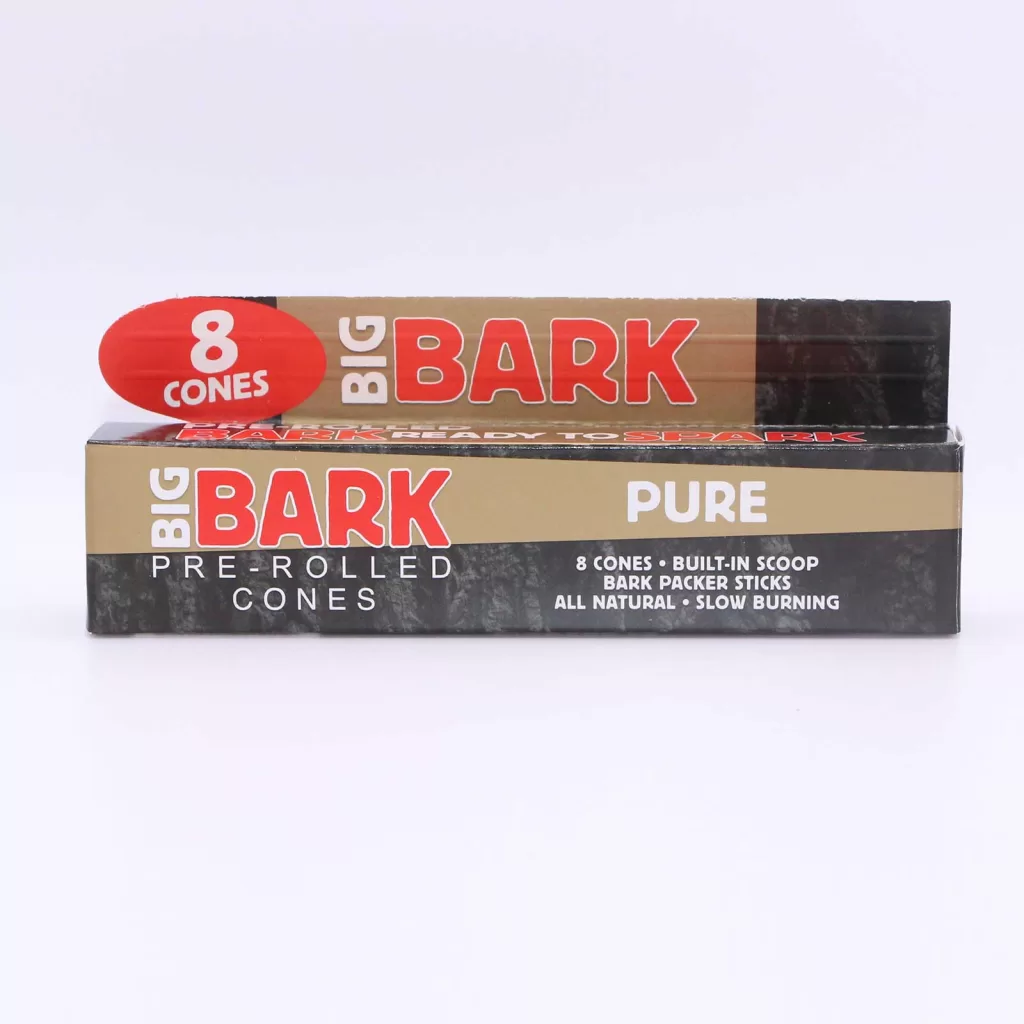 8
CONES
BIG BARK
PRE-ROLLED
BARK READY TO SPARK
BIG BARK
PRE-ROLLED
CONES
PURE
8 CONES • BUILT-IN SCOOP
BARK PACKER STICKS
ALL NATURAL • SLOW BURNING